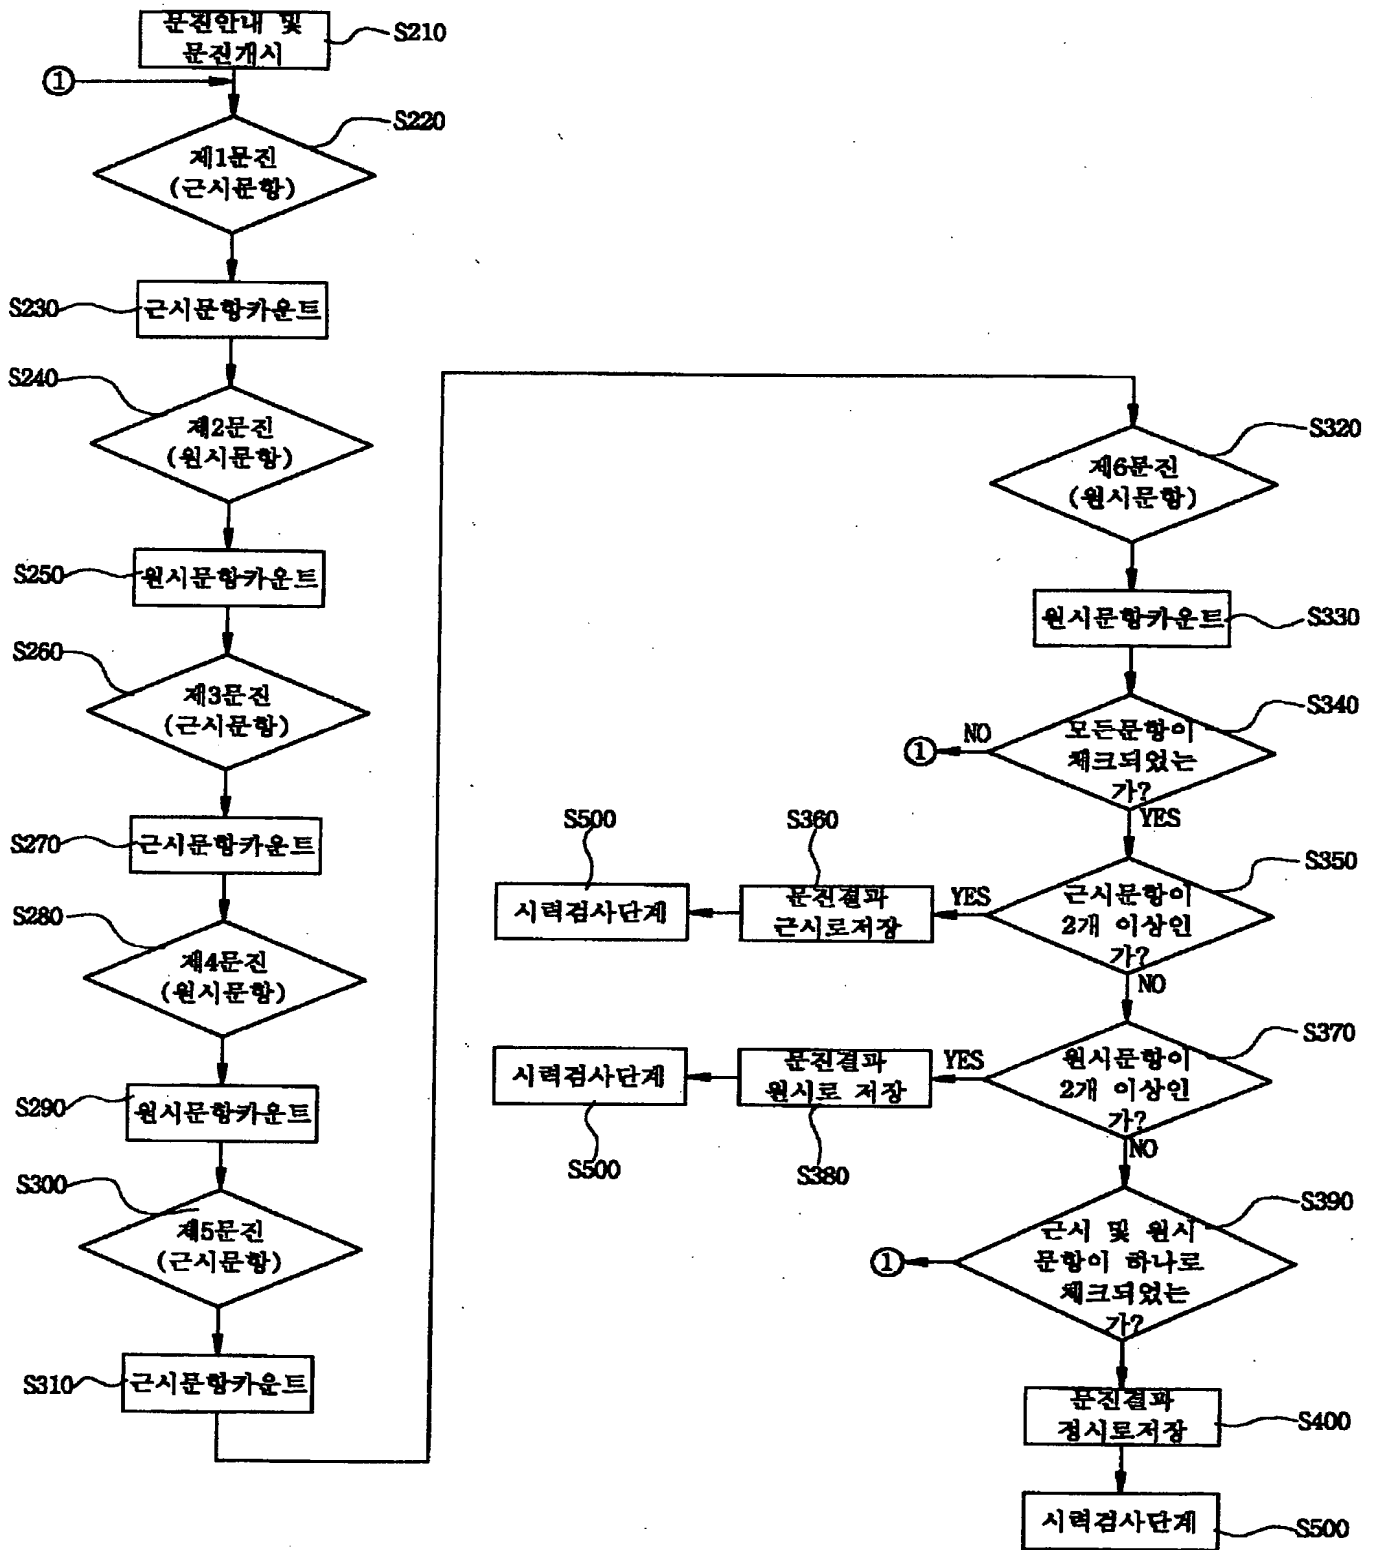 문진안내 및
문진개시
S210
①
S220
제1문진
(근시문항)
S230
근시문항카운트
S240
제2문진
(원시문항)
S250
원시문항카운트
S260
제3문진
(근시문항)
S270
근시문항카운트
S280
제4문진
(원시문항)
S290
원시문항카운트
S300
제5문진
(근시문항)
S310
근시문항카운트
S320
제6문진
(원시문항)
원시문항카운트
S330
S340
모든문항이
체크되었는
가?
NO
①
YES
S350
근시문항이
2개 이상인
가?
YES
S360
문진결과
근시로저장
S500
시력검사단계
NO
S370
원시문항이
2개 이상인
가?
YES
문진결과
원시로 저장
S380
시력검사단계
S500
NO
S390
근시 및 원시
문항이 하나로
체크되었는
가?
①
문진결과
정시로저장
S400
시력검사단계
S500